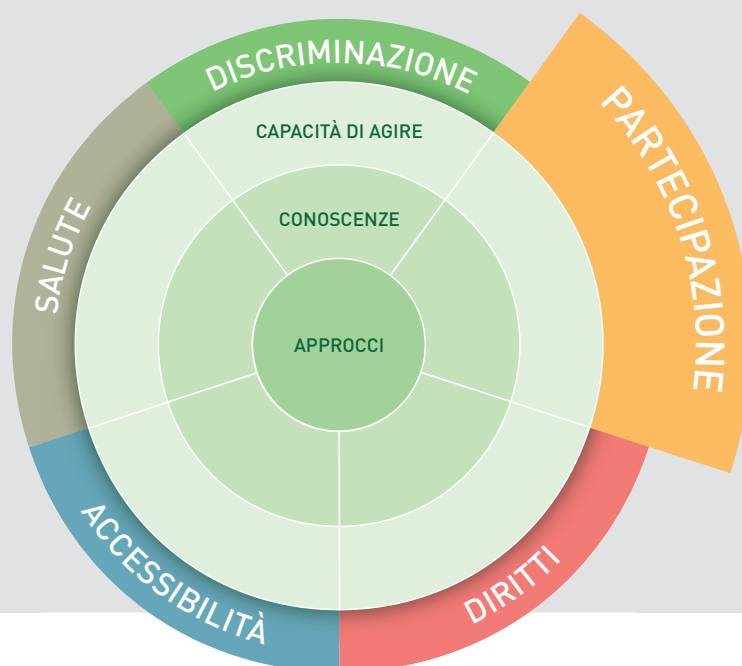 DISCRIMINAZIONE
PARTECIPAZIONE
CAPACITÀ DI AGIRE
CONOSCENZE
SALUTE
APPROCCI
ACCESSIBILITÀ
DIRITTI